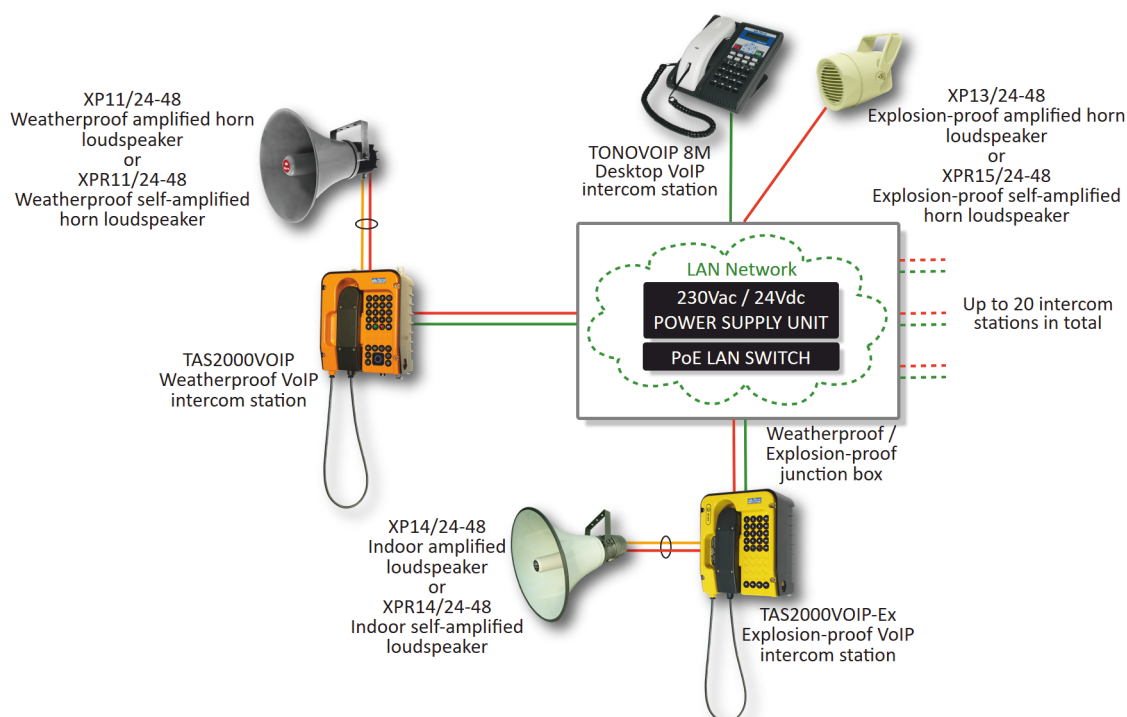 XP11/24-48
Weatherproof amplified horn
loudspeaker
or
XPR11/24-48
Weatherproof self-amplified
horn loudspeaker
TONOVOIP 8M
Desktop VoIP
intercom station
XP13/24-48
Explosion-proof amplified horn
loudspeaker
or
XPR15/24-48
Explosion-proof self-amplified
horn loudspeaker
LAN Network
230Vac / 24Vdc
POWER SUPPLY UNIT
PoE LAN SWITCH
Up to 20 intercom
stations in total
TAS2000VOIP
Weatherproof VoIP
intercom station
Weatherproof /
Explosion-proof
junction box
XP14/24-48
Indoor amplified
loudspeaker
or
XPR14/24-48
Indoor self-amplified
loudspeaker
TAS2000VOIP-Ex
Explosion-proof VoIP
intercom station